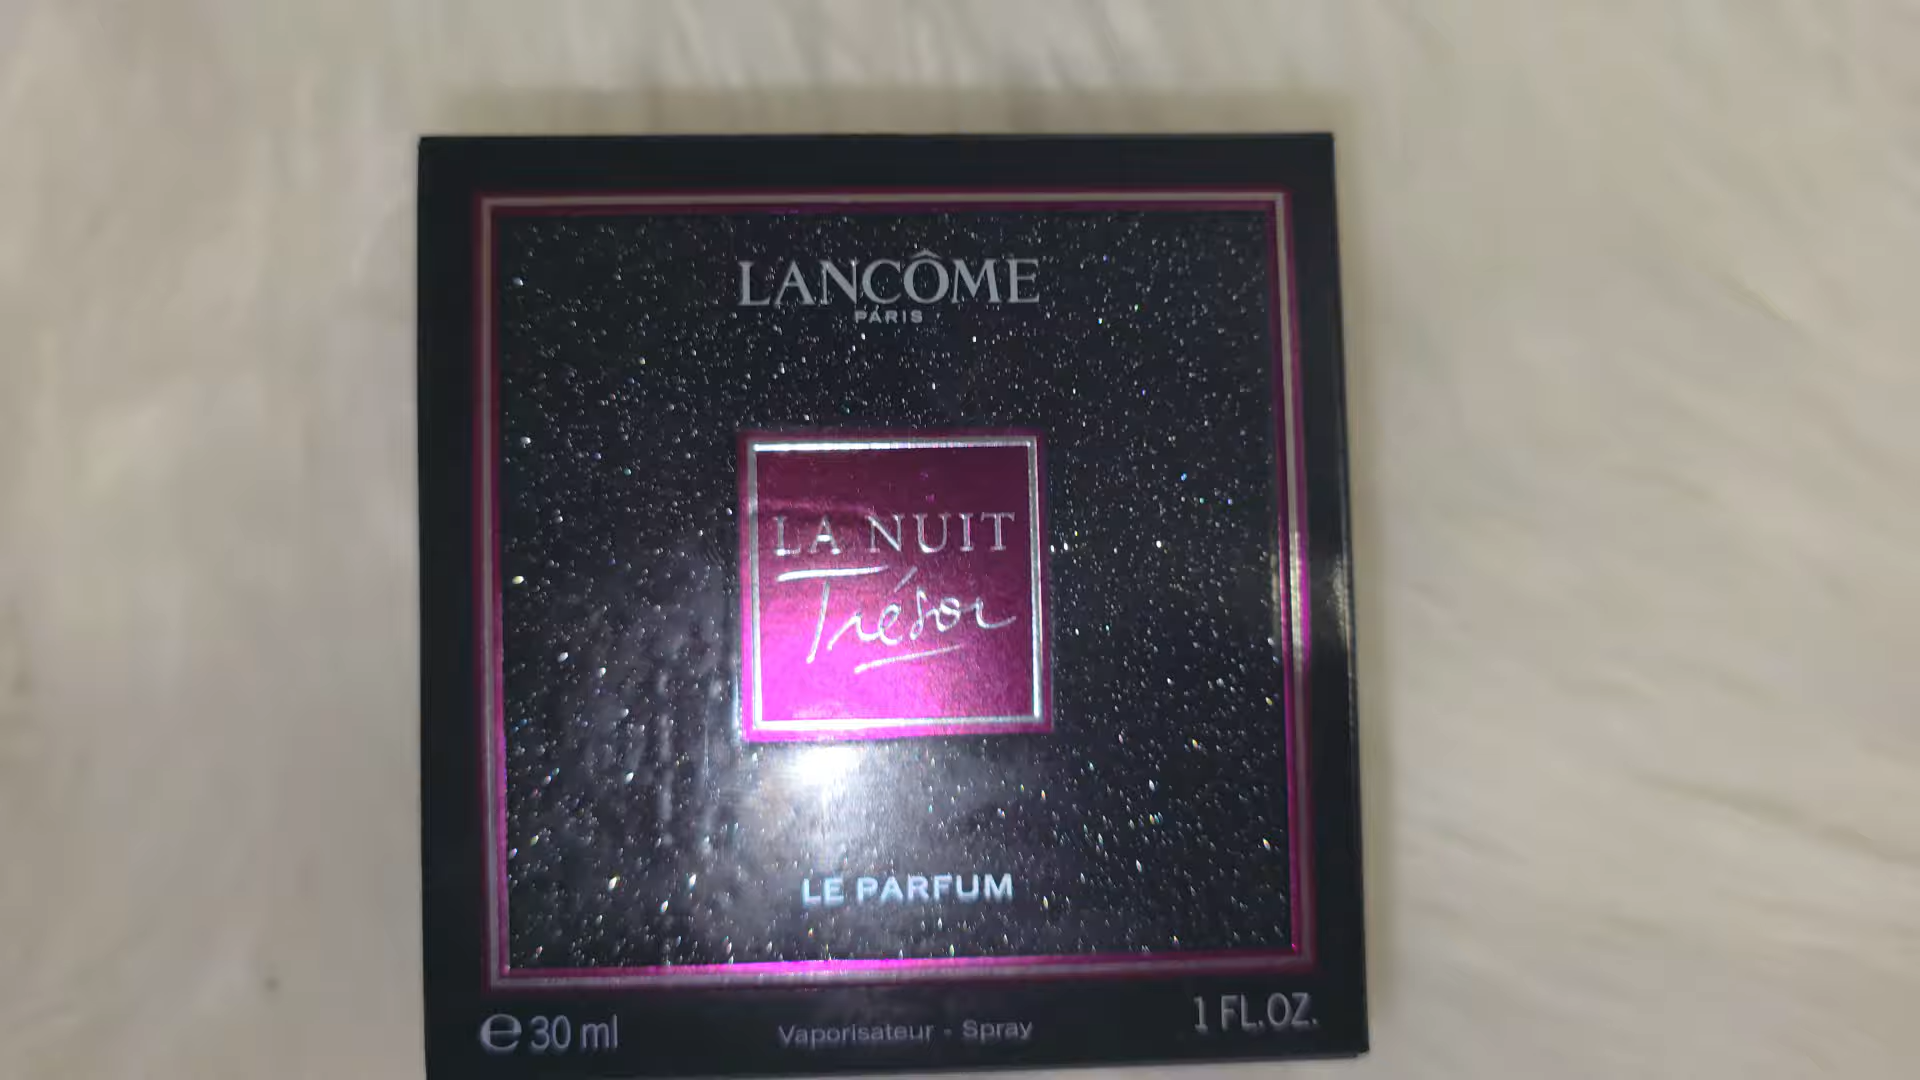 LANCÔME
PARIS
LA NUIT
Trésor
LE PARFUM
e 30 ml
Vaporisateur - Spray
1 FL.OZ.